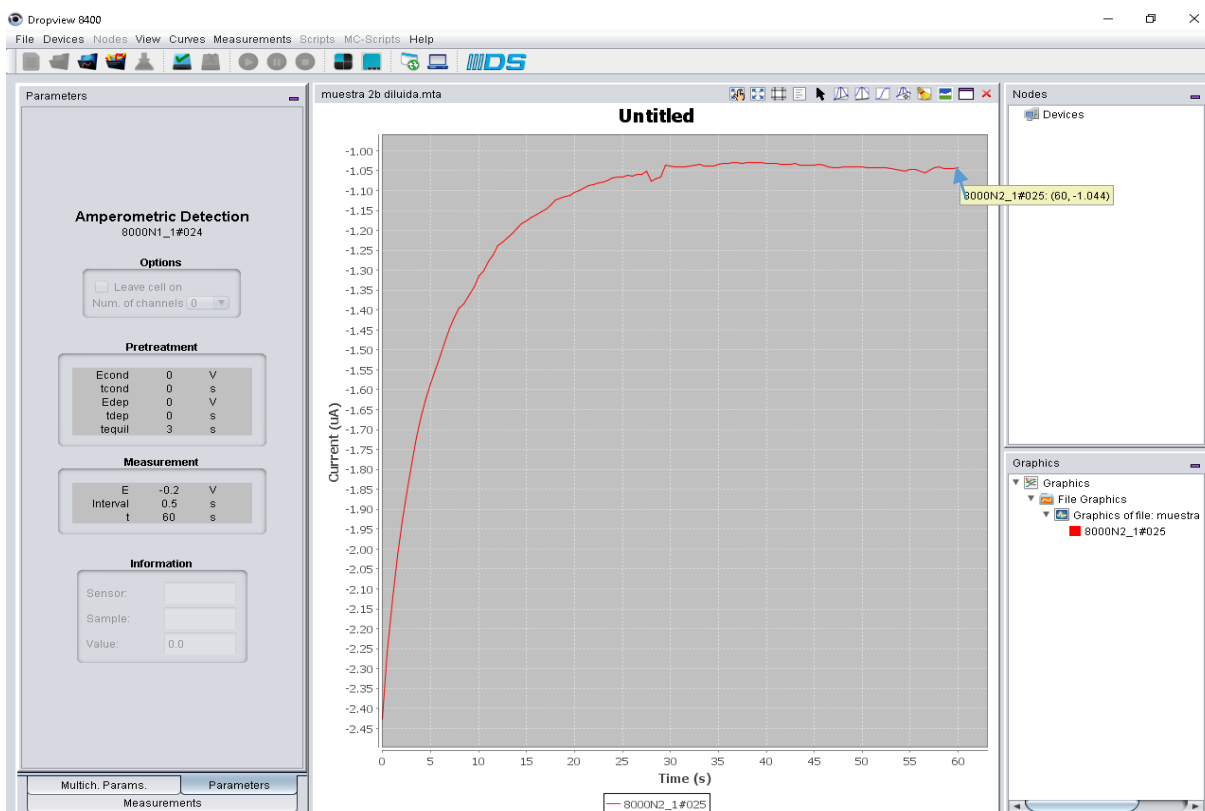 Dropview 8400
File Devices Nodes View Curves Measurements Scripts MC-Scripts Help
DS
Parameters
Amperometric Detection
8000N1_1#024
Options
Leave cell on
Num. of channels 0
Pretreatment
Econd 0 V
tcond 0 s
Edep 0 V
tdep 0 s
tequil 3 s
Measurement
E -0.2 V
Interval 0.5 s
t 60 s
Information
Sensor:
Sample:
Value: 0.0
Multich. Params. Parameters
Measurements
muestra 2b diluida.mta
Untitled
Current (uA)
-1.00
-1.05
-1.10
-1.15
-1.20
-1.25
-1.30
-1.35
-1.40
-1.45
-1.50
-1.55
-1.60
-1.65
-1.70
-1.75
-1.80
-1.85
-1.90
-1.95
-2.00
-2.05
-2.10
-2.15
-2.20
-2.25
-2.30
-2.35
-2.40
-2.45
8000N2_1#025: (60, -1.044)
0 5 10 15 20 25 30 35 40 45 50 55 60
Time (s)
8000N2_1#025
Nodes
Devices
Graphics
Graphics
File Graphics
Graphics of file: muestra
8000N2_1#025